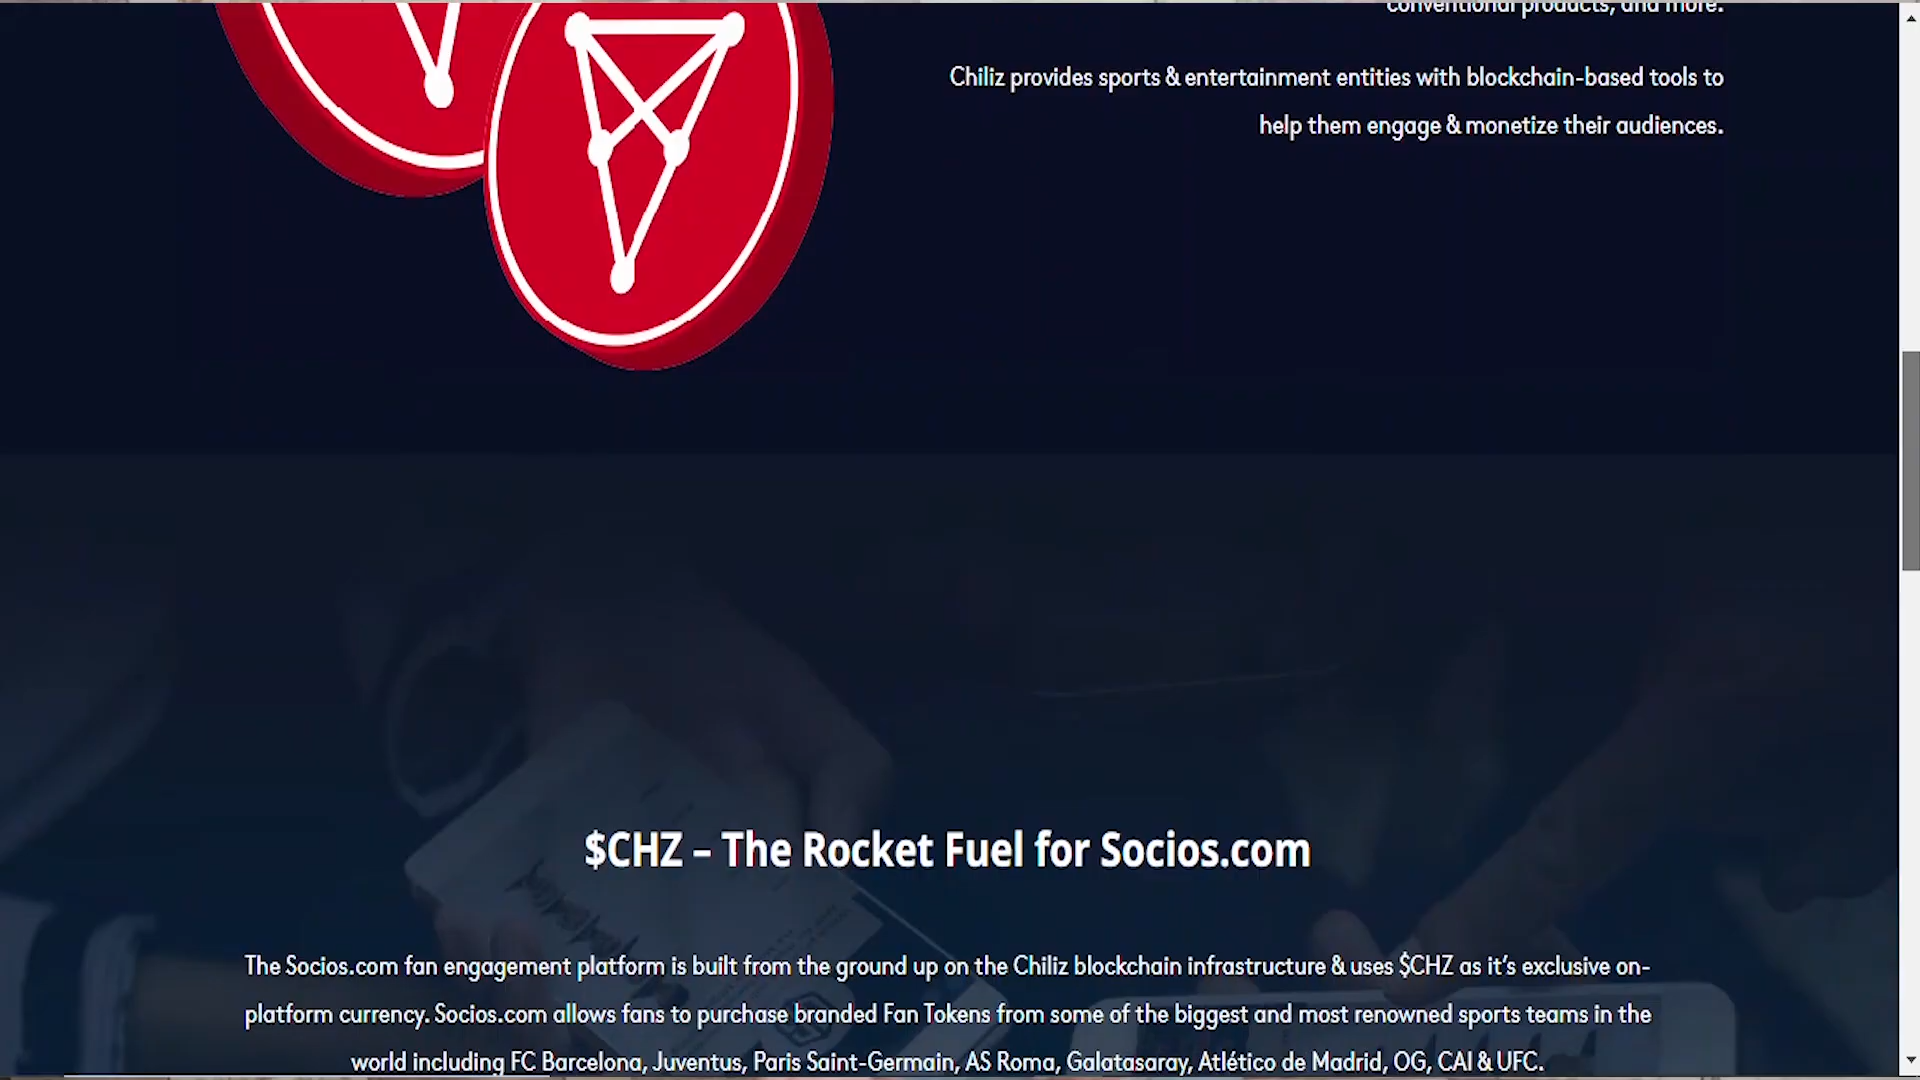 conventional products, and more.
Chiliz provides sports & entertainment entities with blockchain-based tools to
help them engage & monetize their audiences.
$CHZ – The Rocket Fuel for Socios.com
The Socios.com fan engagement platform is built from the ground up on the Chiliz blockchain infrastructure & uses $CHZ as it’s exclusive on-
platform currency. Socios.com allows fans to purchase branded Fan Tokens from some of the biggest and most renowned sports teams in the
world including FC Barcelona, Juventus, Paris Saint-Germain, AS Roma, Galatasaray, Atlético de Madrid, OG, CAI & UFC.